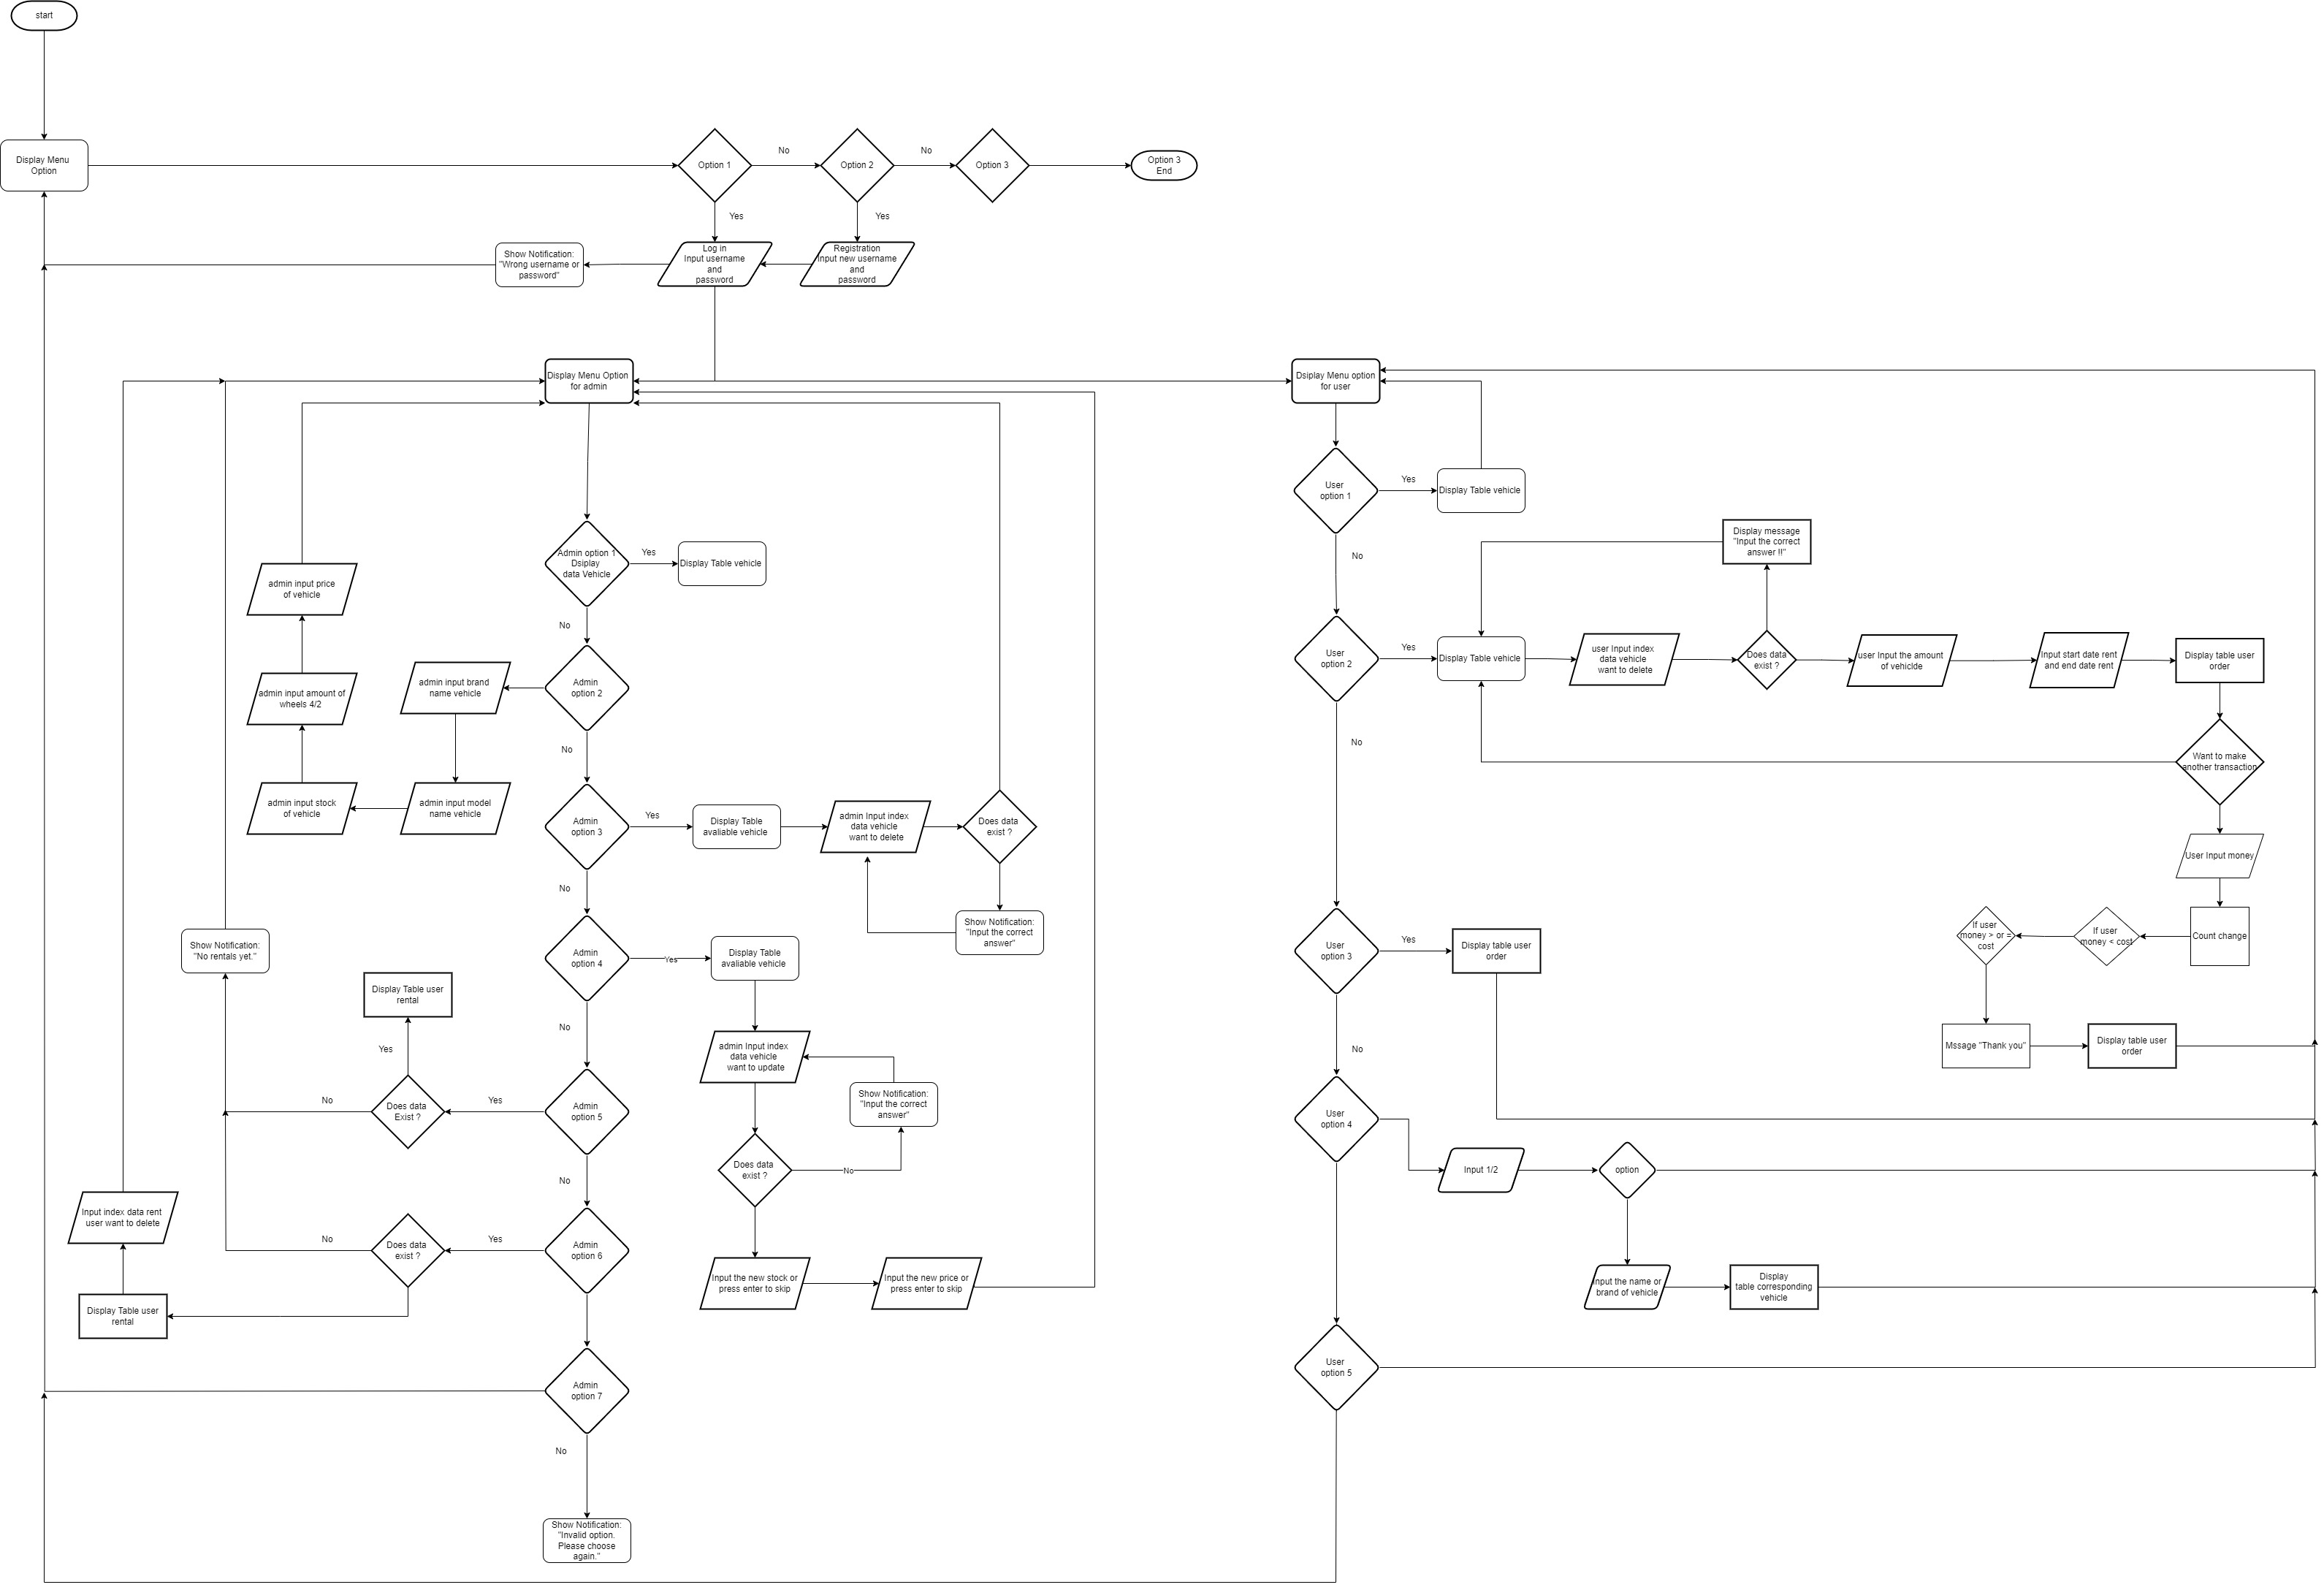 start
Display Menu
Option
Option 1
No
Option 2
No
Option 3
Option 3
End
Yes
Yes
Show Notification:
"Wrong username or
password"
Log in
Input username
and
password
Registration
Input new username
and
password
Display Menu Option
for admin
Dsiplay Menu option
for user
User
option 1
Yes
Display Table vehicle
No
Admin option 1
Dsiplay
data Vehicle
Yes
Display Table vehicle
No
admin input price
of vehicle
Display message
"Input the correct
answer !!"
User
option 2
Yes
Display Table vehicle
user Input index
data vehicle
want to delete
Does data
exist ?
user Input the amount
of vehiclde
Input start date rent
and end date rent
Display table user
order
No
Want to make
another transaction
admin input amount of
wheels 4/2
admin input brand
name vehicle
Admin
option 2
No
admin input stock
of vehicle
admin input model
name vehicle
Admin
option 3
Yes
Display Table
avaliable vehicle
admin Input index
data vehicle
want to delete
Does data
exist ?
No
Show Notification:
"Input the correct
answer"
User Input money
Count change
If user
money < cost
If user
money > or =
cost
Mssage "Thank you"
Display table user
order
User
option 3
Yes
Display table user
order
No
Show Notification:
"No rentals yet."
Admin
option 4
Yes
Display Table
avaliable vehicle
No
Display Table user
rental
Yes
admin Input index
data vehicle
want to update
Show Notification:
"Input the correct
answer"
No
Does data
Exist ?
Yes
Admin
option 5
No
Does data
exist ?
No
User
option 4
Input 1/2
option
Input the name or
brand of vehicle
Display
table corresponding
vehicle
Input index data rent
user want to delete
No
Does data
exist ?
Yes
Admin
option 6
Input the new stock or
press enter to skip
Input the new price or
press enter to skip
Display Table user
rental
Admin
option 7
User
option 5
No
Show Notification:
"Invalid option.
Please choose
again."